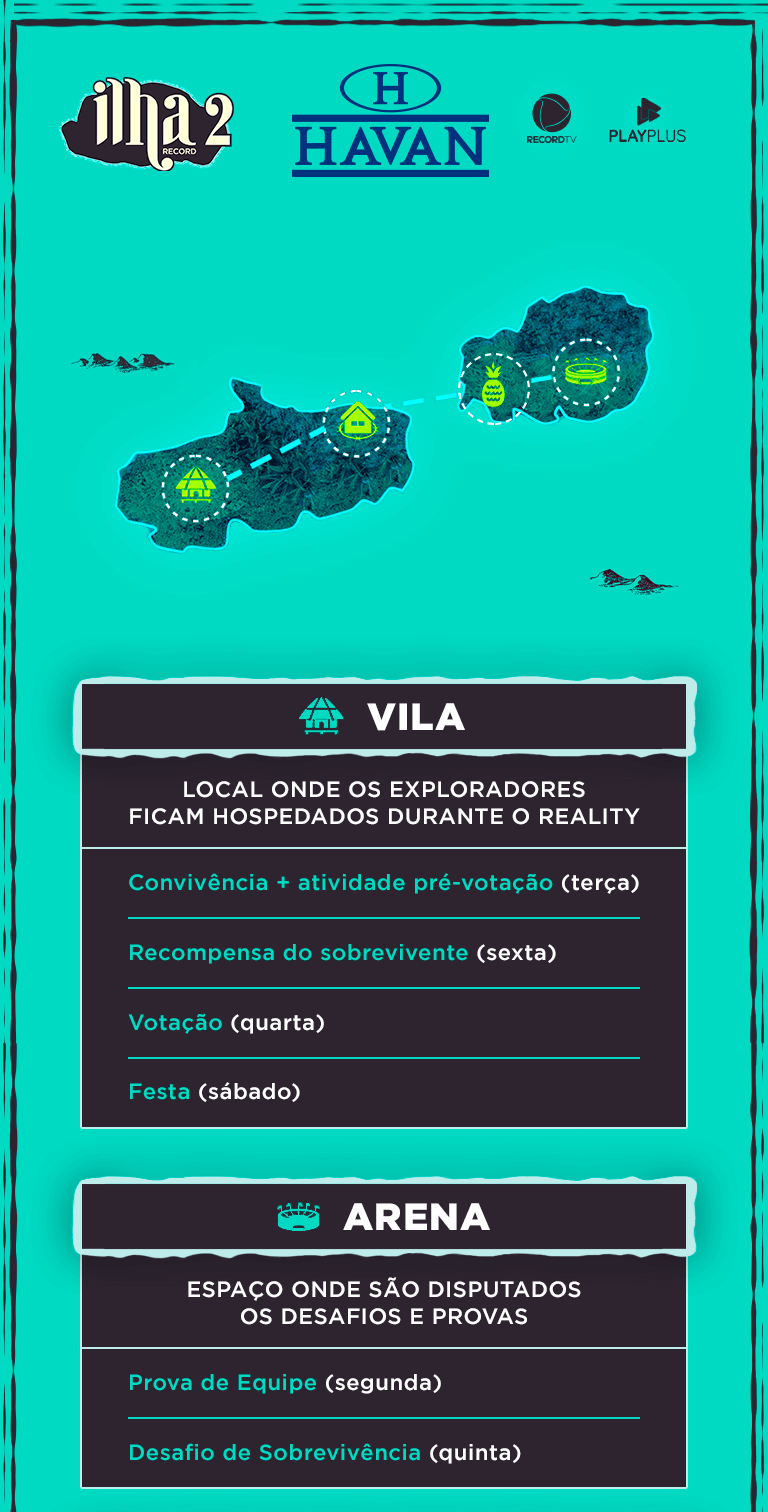 ilha 2
RECORD
H
HAVAN
RECORDTV
PLAYPLUS
VILA
LOCAL ONDE OS EXPLORADORES
FICAM HOSPEDADOS DURANTE O REALITY
Convivência + atividade pré-votação (terça)
Recompensa do sobrevivente (sexta)
Votação (quarta)
Festa (sábado)
ARENA
ESPAÇO ONDE SÃO DISPUTADOS
OS DESAFIOS E PROVAS
Prova de Equipe (segunda)
Desafio de Sobrevivência (quinta)